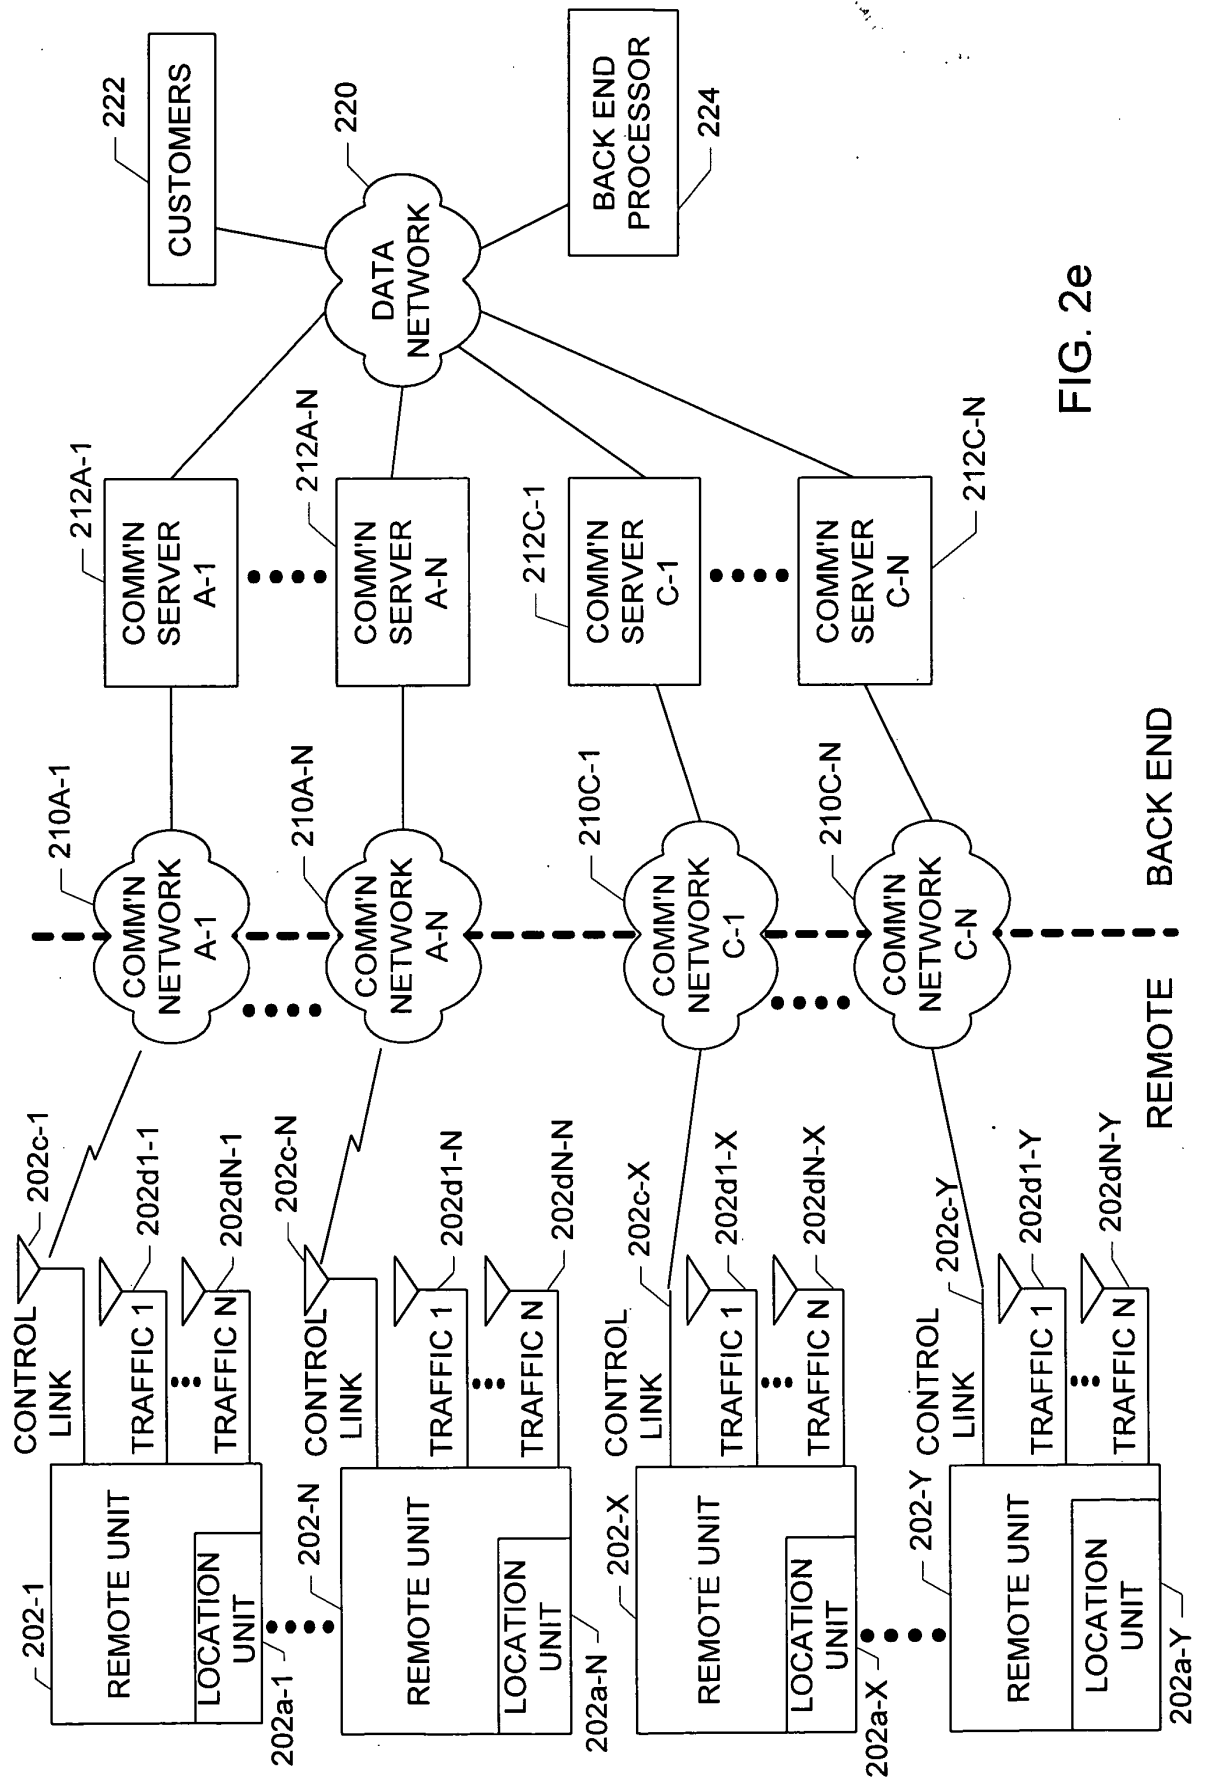 202-1
REMOTE UNIT
LOCATION
UNIT
202a-1
CONTROL
LINK
202c-1
TRAFFIC 1
202d1-1
TRAFFIC N
202dN-1
202-N
REMOTE UNIT
LOCATION
UNIT
202a-N
CONTROL
LINK
202c-N
TRAFFIC 1
202d1-N
TRAFFIC N
202dN-N
202-X
REMOTE UNIT
LOCATION
UNIT
202a-X
CONTROL
LINK
202c-X
TRAFFIC 1
202d1-X
TRAFFIC N
202dN-X
202-Y
REMOTE UNIT
LOCATION
UNIT
202a-Y
CONTROL
LINK
202c-Y
TRAFFIC 1
202d1-Y
TRAFFIC N
202dN-Y
210A-1
COMM'N
NETWORK
A-1
210A-N
COMM'N
NETWORK
A-N
210C-1
COMM'N
NETWORK
C-1
210C-N
COMM'N
NETWORK
C-N
REMOTE
BACK END
212A-1
COMM'N
SERVER
A-1
212A-N
COMM'N
SERVER
A-N
212C-1
COMM'N
SERVER
C-1
212C-N
COMM'N
SERVER
C-N
222
CUSTOMERS
220
DATA
NETWORK
BACK END
PROCESSOR
224
FIG. 2e